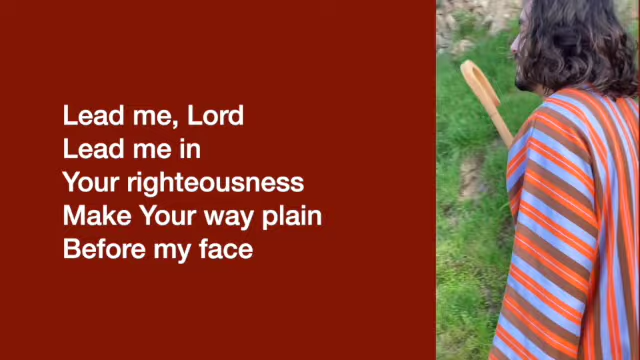 Lead me, Lord
Lead me in
Your righteousness
Make Your way plain
Before my face